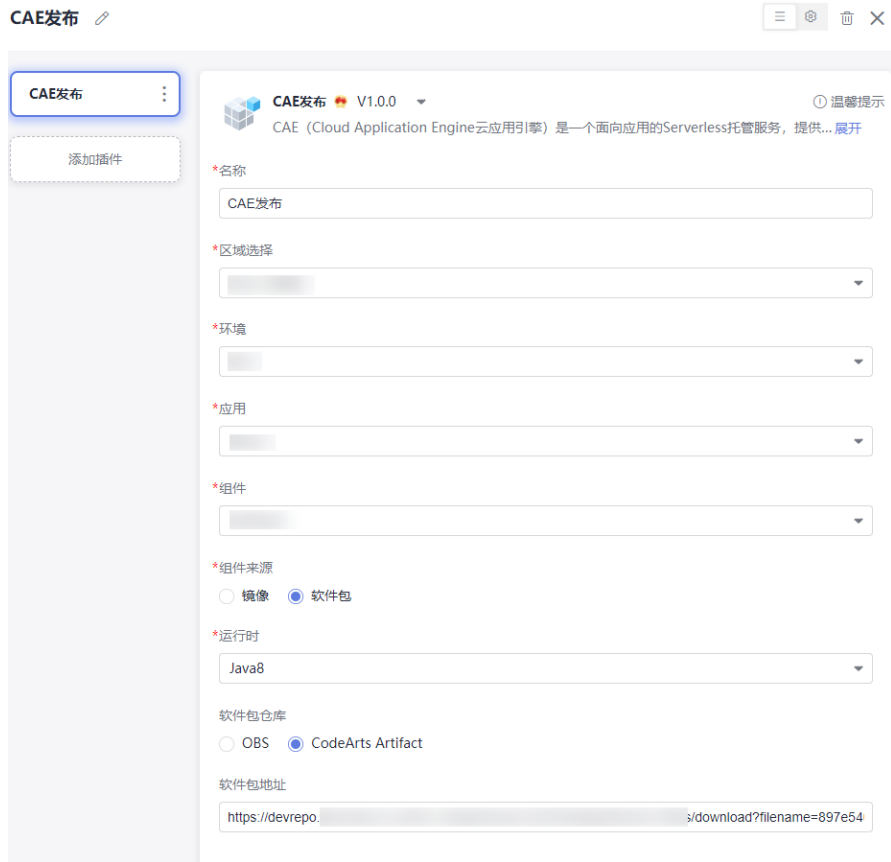 CAE发布
CAE发布
添加插件
CAE发布 V1.0.0
温馨提示
CAE（Cloud Application Engine云应用引擎）是一个面向应用的Serverless托管服务，提供... 展开
*名称
CAE发布
*区域选择
*环境
*应用
*组件
*组件来源
镜像 软件包
*运行时
Java8
软件包仓库
OBS CodeArts Artifact
软件包地址
https://devrepo. s/download?filename=897e54